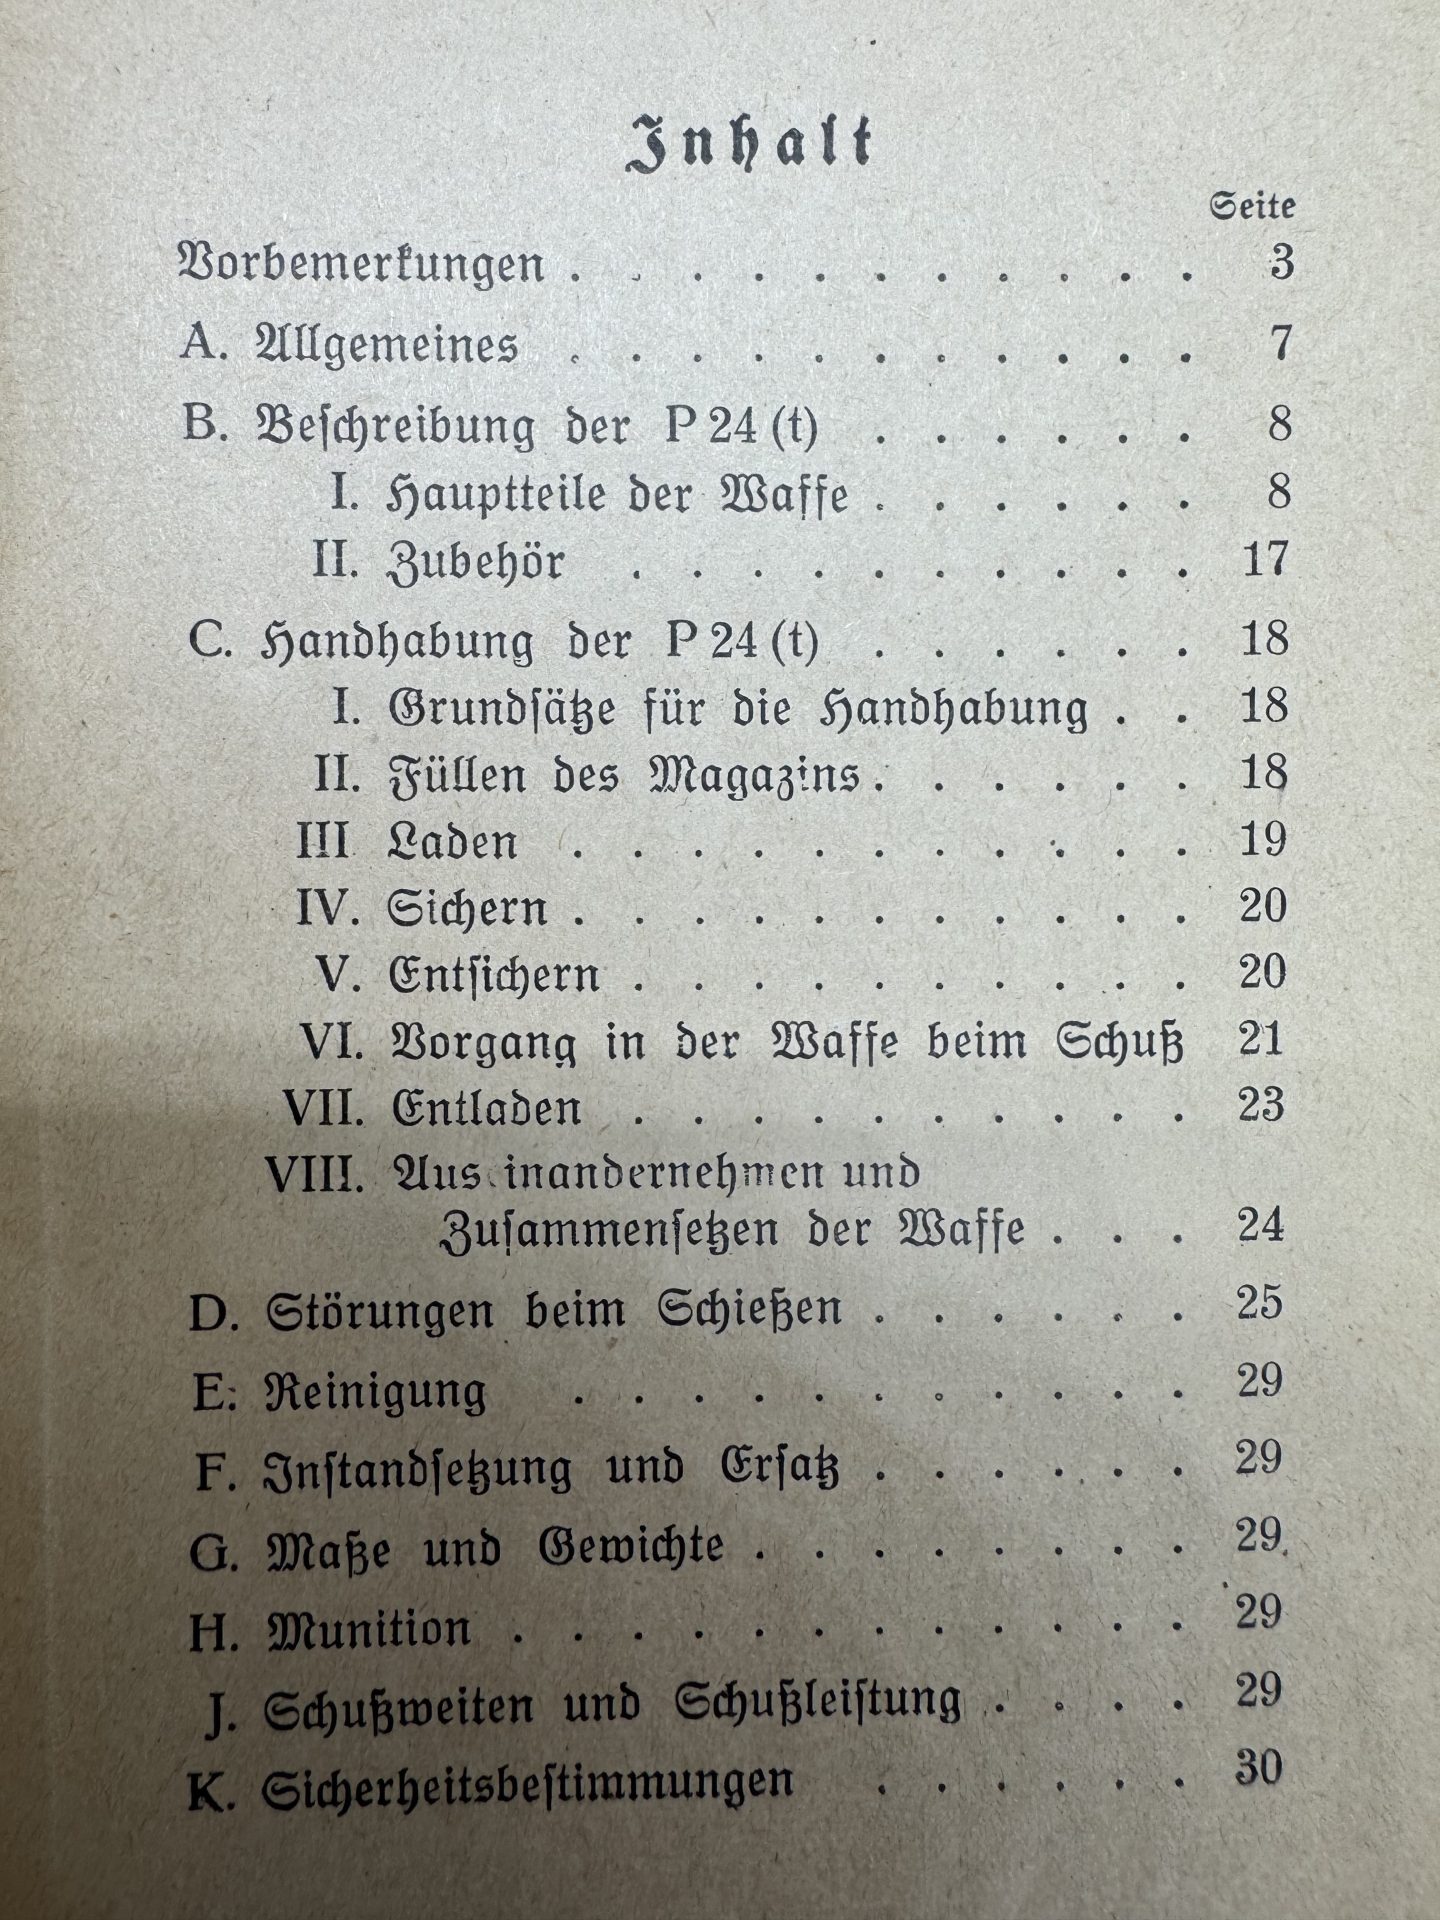 Inhalt
Seite
Vorbemerkungen . . . . . . . . . . . 3
A. Allgemeines . . . . . . . . . . . 7
B. Beschreibung der P 24 (t) . . . . . . 8
I. Hauptteile der Waffe . . . . . . 8
II. Zubehör . . . . . . . . . . 17
C. Handhabung der P 24 (t) . . . . . . 18
I. Grundsätze für die Handhabung . . 18
II. Füllen des Magazins . . . . . . 18
III Laden . . . . . . . . . . . 19
IV. Sichern . . . . . . . . . . . 20
V. Entsichern . . . . . . . . . . 20
VI. Vorgang in der Waffe beim Schuß 21
VII. Entladen . . . . . . . . . . 23
VIII. Aus inandernehmen und
Zusammensetzen der Waffe . . . 24
D. Störungen beim Schießen . . . . . . 25
E. Reinigung . . . . . . . . . . . 29
F. Instandsetzung und Ersatz . . . . . . 29
G. Maße und Gewichte . . . . . . . . 29
H. Munition . . . . . . . . . . . . 29
J. Schußweiten und Schußleistung . . . . 29
K. Sicherheitsbestimmungen . . . . . . 30